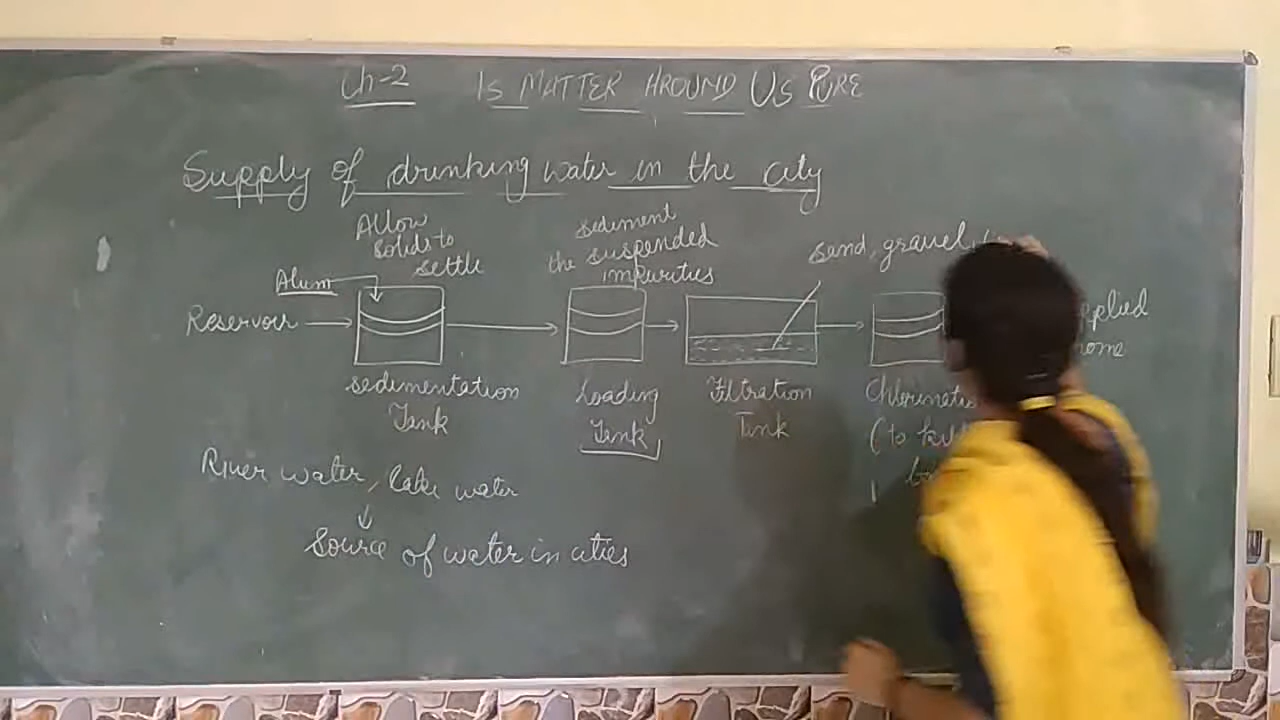 Ch-2 Is MATTER AROUND US PURE
Supply of drinking water in the city
Allow
solids to
settle
sediment
the suspended
impurities
sand, gravel,
Alum
Reservoir
home
sedimentation
Tank
Loading
Tank
Filtration
Tank
(to
River water, lake water
Source of water in cities